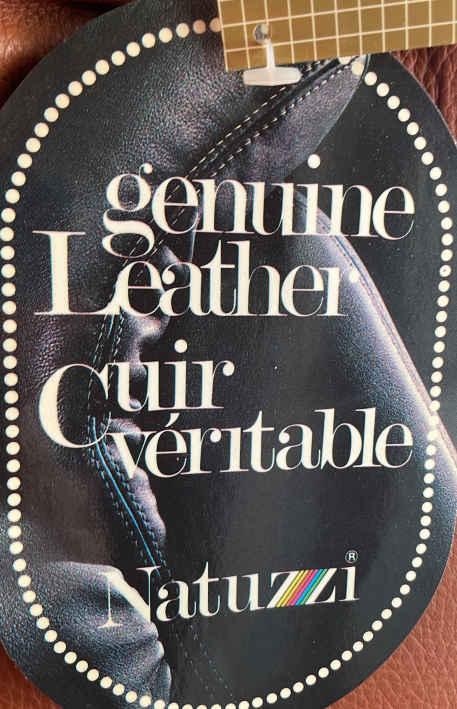 genuine
Leather
Cuir
véritable
Natuzzi®